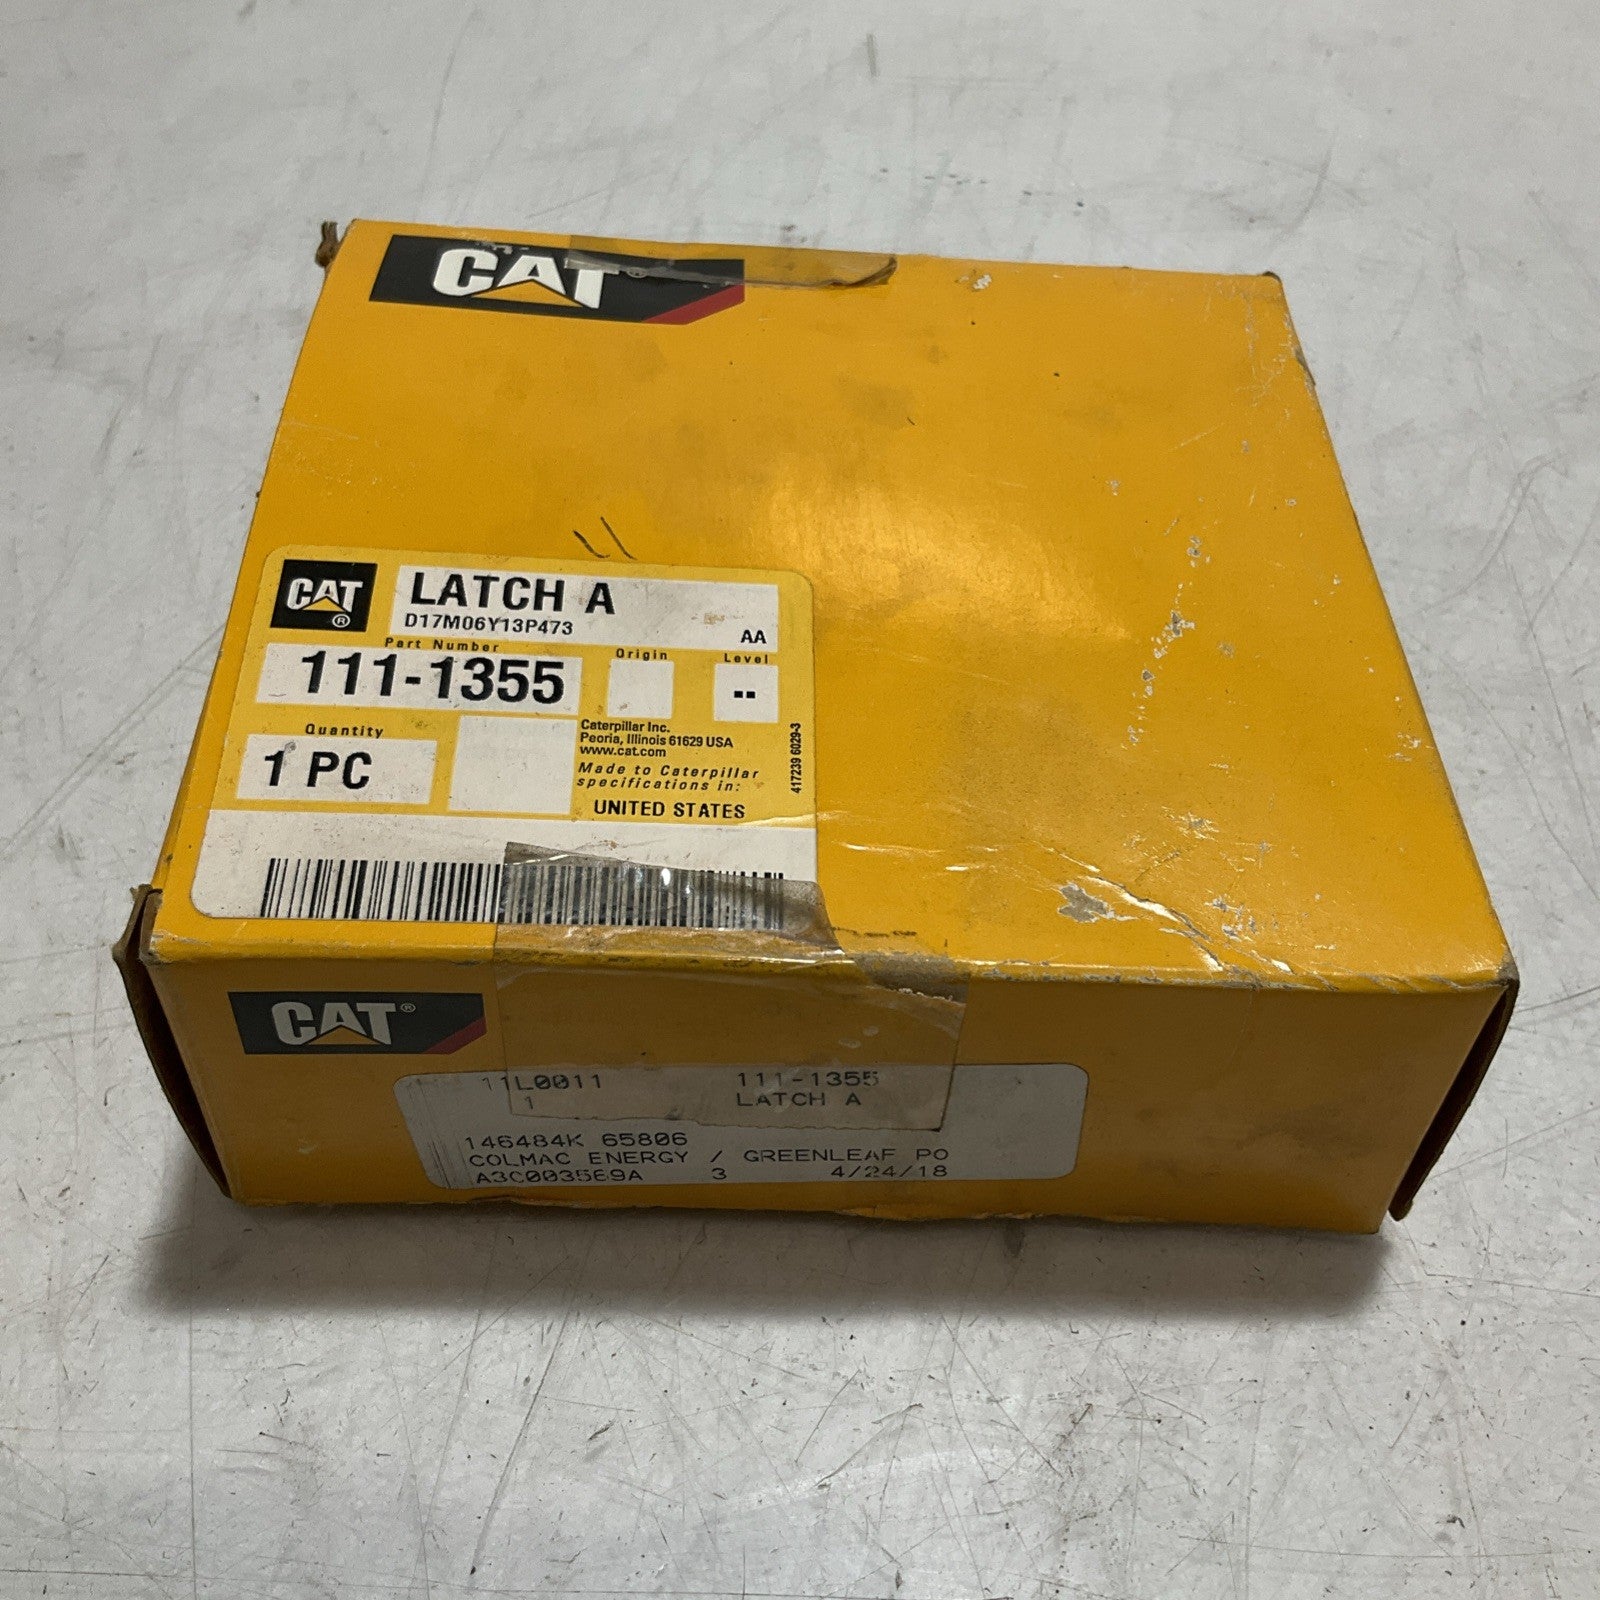 CAT®
CAT®
LATCH A
D17M06Y13P473
AA
Part Number
Origin
Level
111-1355
--
Quantity
1 PC
Caterpillar Inc.
Peoria, Illinois 61629 USA
www.cat.com
Made to Caterpillar
specifications in:
UNITED STATES
417239 6029-3
CAT®
11L0011 111-1355
1 LATCH A
146484K 65806
COLMAC ENERGY / GREENLEAF PO
A3C003569A 3 4/24/18